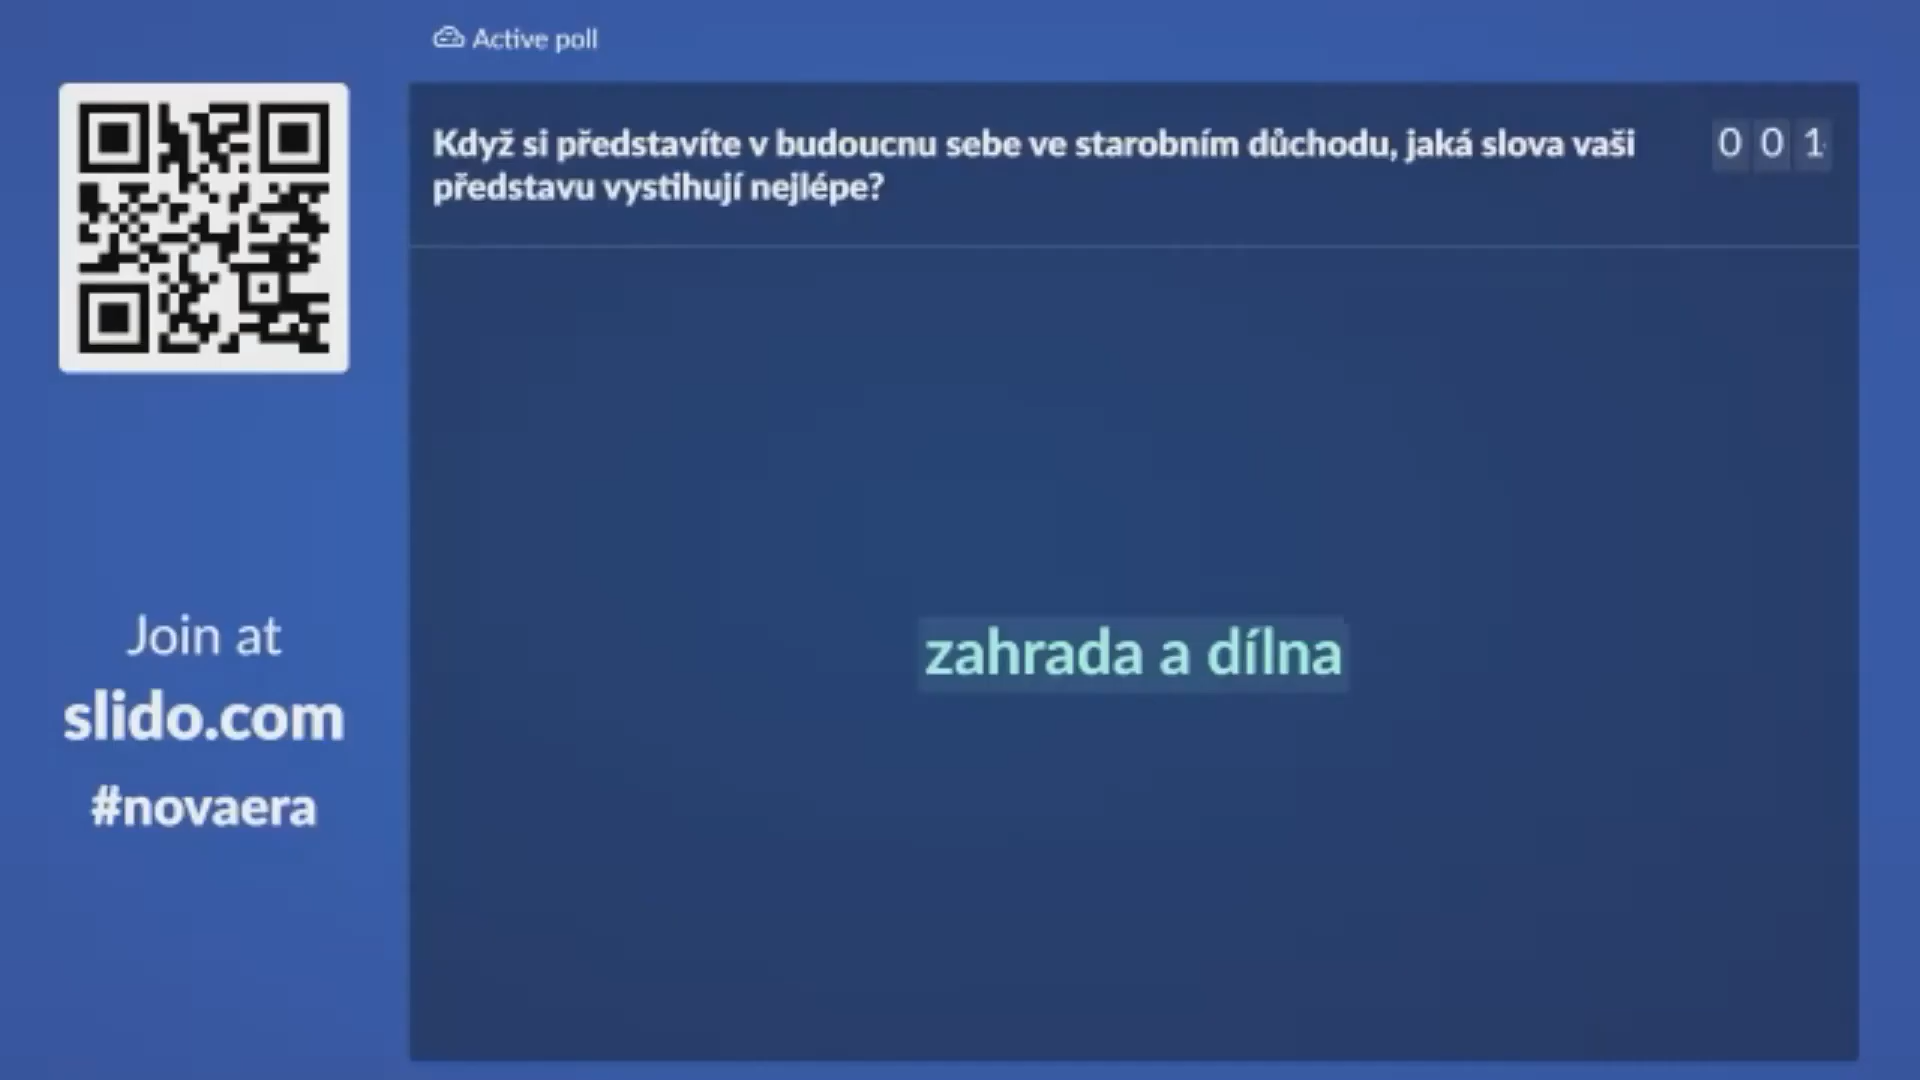 Active poll
Když si představíte v budoucnu sebe ve starobním důchodu, jaká slova vaši
představu vystihují nejlépe?
0 0 1
zahrada a dílna
Join at
slido.com
#novaera